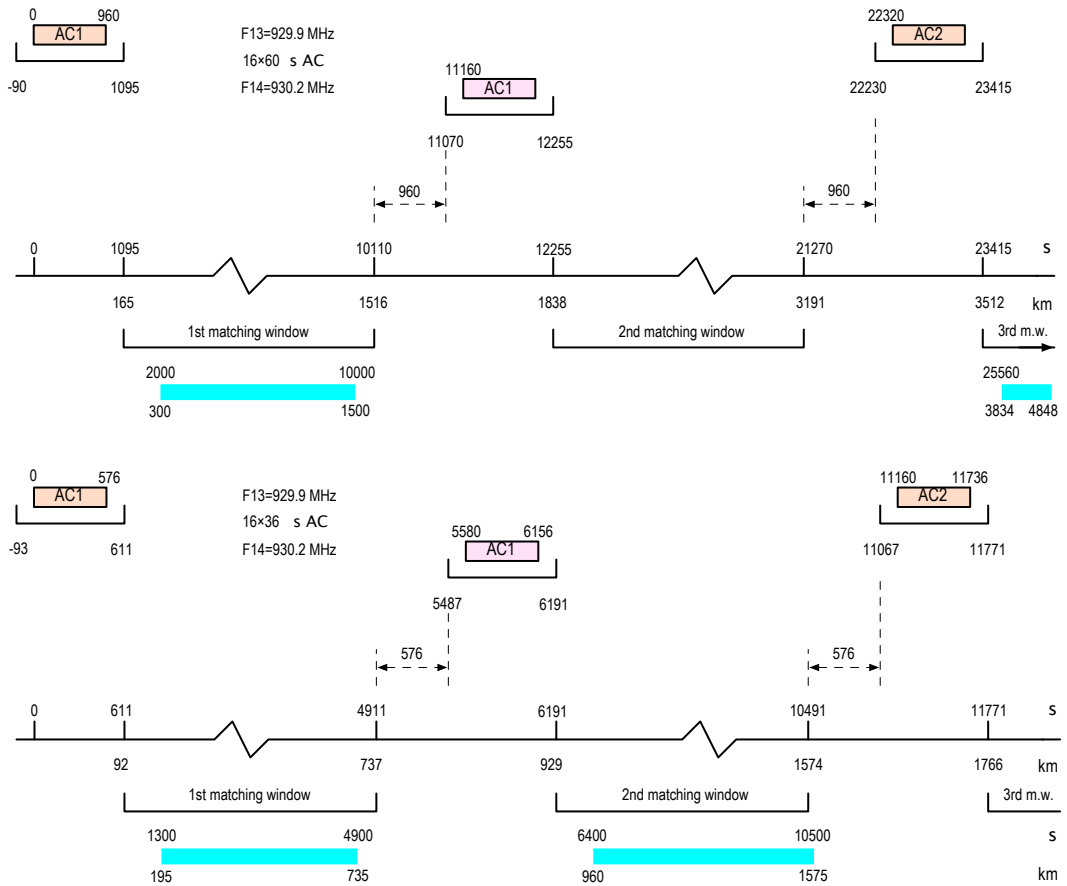 0 960
AC1
-90 1095
F13=929.9 MHz
16×60 s AC
F14=930.2 MHz
11160
AC1
11070 12255
22320
AC2
22230 23415
960 960
0 1095 10110 12255 21270 23415 s
165 1516 1838 3191 3512 km
1st matching window 2nd matching window 3rd m.w.
2000 10000 25560
300 1500 3834 4848
0 576
AC1
-93 611
F13=929.9 MHz
16×36 s AC
F14=930.2 MHz
5580 6156
AC1
5487 6191
11160 11736
AC2
11067 11771
576 576
0 611 4911 6191 10491 11771 s
92 737 929 1574 1766 km
1st matching window 2nd matching window 3rd m.w.
1300 4900 6400 10500 s
195 735 960 1575 km